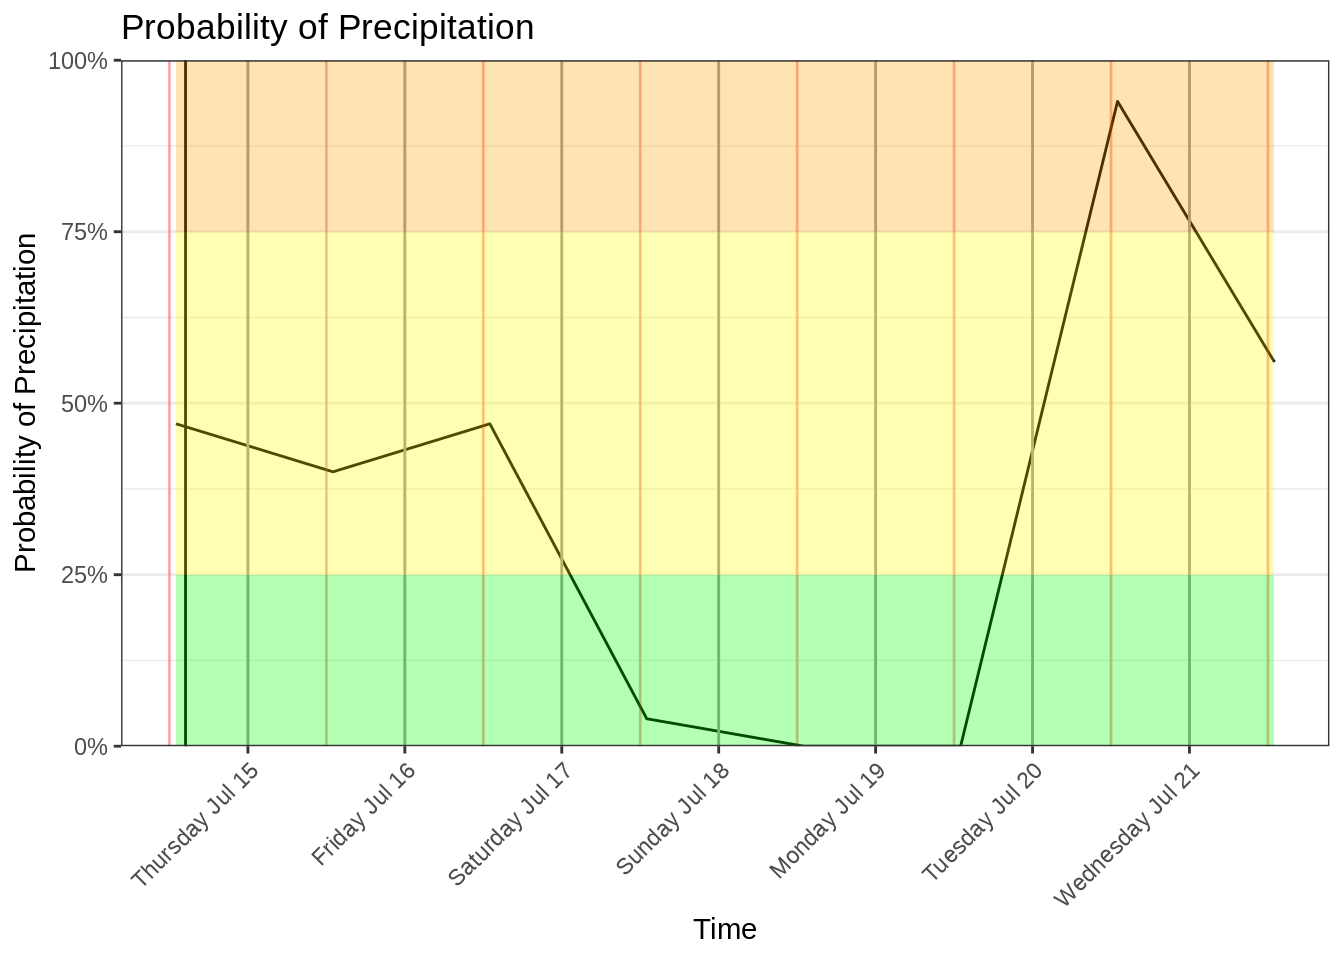 Probability of Precipitation
Probability of Precipitation
100%
75%
50%
25%
0%
Thursday Jul 15
Friday Jul 16
Saturday Jul 17
Sunday Jul 18
Monday Jul 19
Tuesday Jul 20
Wednesday Jul 21
Time